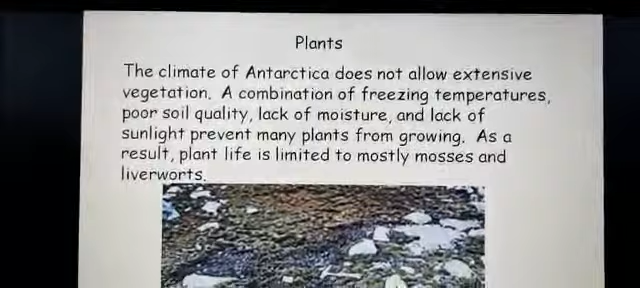 Plants
The climate of Antarctica does not allow extensive
vegetation. A combination of freezing temperatures,
poor soil quality, lack of moisture, and lack of
sunlight prevent many plants from growing. As a
result, plant life is limited to mostly mosses and
liverworts.